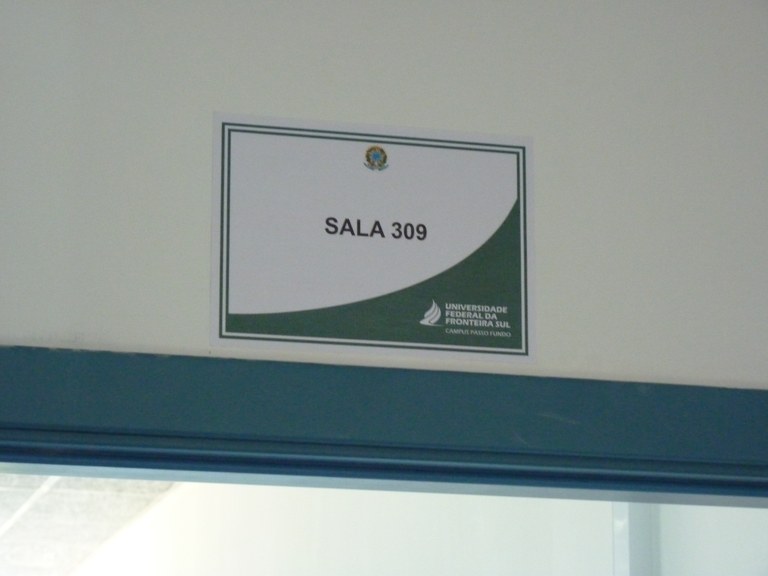 SALA 309
UNIVERSIDADE
FEDERAL DA
FRONTEIRA SUL
CAMPUS PASSO FUNDO